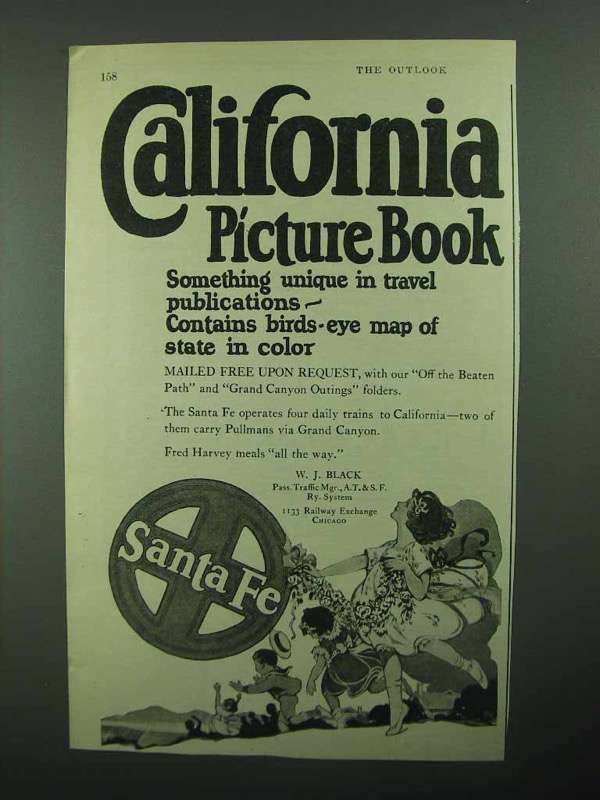 158
THE OUTLOOK
California
Picture Book
Something unique in travel
publications~
Contains birds-eye map of
state in color
MAILED FREE UPON REQUEST, with our "Off the Beaten
Path" and "Grand Canyon Outings" folders.
The Santa Fe operates four daily trains to California—two of
them carry Pullmans via Grand Canyon.
Fred Harvey meals "all the way."
W. J. BLACK
Pass. Traffic Mgr., A. T. & S. F.
Ry. System
1133 Railway Exchange
CHICAGO
Santa Fe